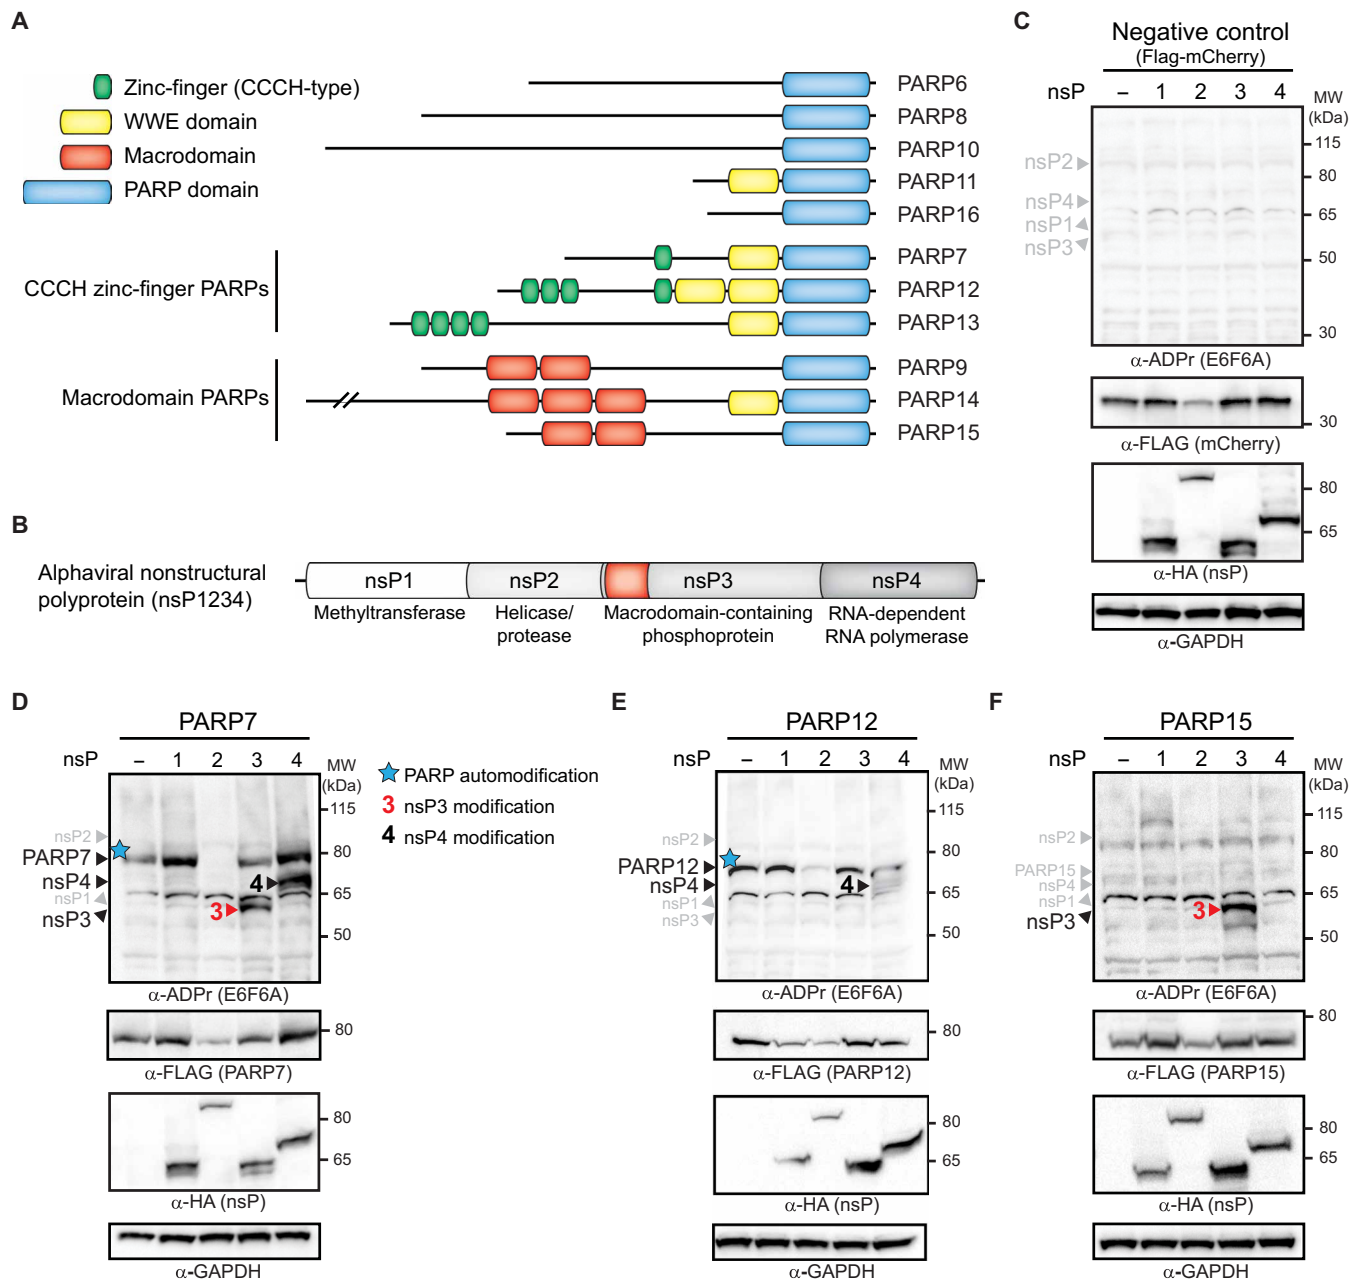 A
Zinc-finger (CCCH-type)
WWE domain
Macrodomain
PARP domain
PARP6
PARP8
PARP10
PARP11
PARP16
PARP7
CCCH zinc-finger PARPs
PARP12
PARP13
PARP9
Macrodomain PARPs
PARP14
PARP15
B
Alphaviral nonstructural
polyprotein (nsP1234)
nsP1 nsP2 nsP3 nsP4
Methyltransferase
Helicase/
protease
Macrodomain-containing
phosphoprotein
RNA-dependent
RNA polymerase
C
Negative control
(Flag-mCherry)
nsP – 1 2 3 4
MW
(kDa)
115
nsP2
80
nsP4
65
nsP1
nsP3
50
30
α-ADPr (E6F6A)
30
α-FLAG (mCherry)
80
65
α-HA (nsP)
α-GAPDH
D
PARP7
nsP – 1 2 3 4
MW
(kDa)
115
nsP2
80
PARP7
nsP4
4
65
nsP1
3
nsP3
50
α-ADPr (E6F6A)
80
α-FLAG (PARP7)
80
65
α-HA (nsP)
α-GAPDH
PARP automodification
3 nsP3 modification
4 nsP4 modification
E
PARP12
nsP – 1 2 3 4
MW
(kDa)
115
nsP2
80
PARP12
nsP4
4
65
nsP1
nsP3
50
α-ADPr (E6F6A)
80
α-FLAG (PARP12)
80
65
α-HA (nsP)
α-GAPDH
F
PARP15
nsP – 1 2 3 4
MW
(kDa)
115
nsP2
80
PARP15
nsP4
65
nsP1
3
nsP3
50
α-ADPr (E6F6A)
80
α-FLAG (PARP15)
80
65
α-HA (nsP)
α-GAPDH